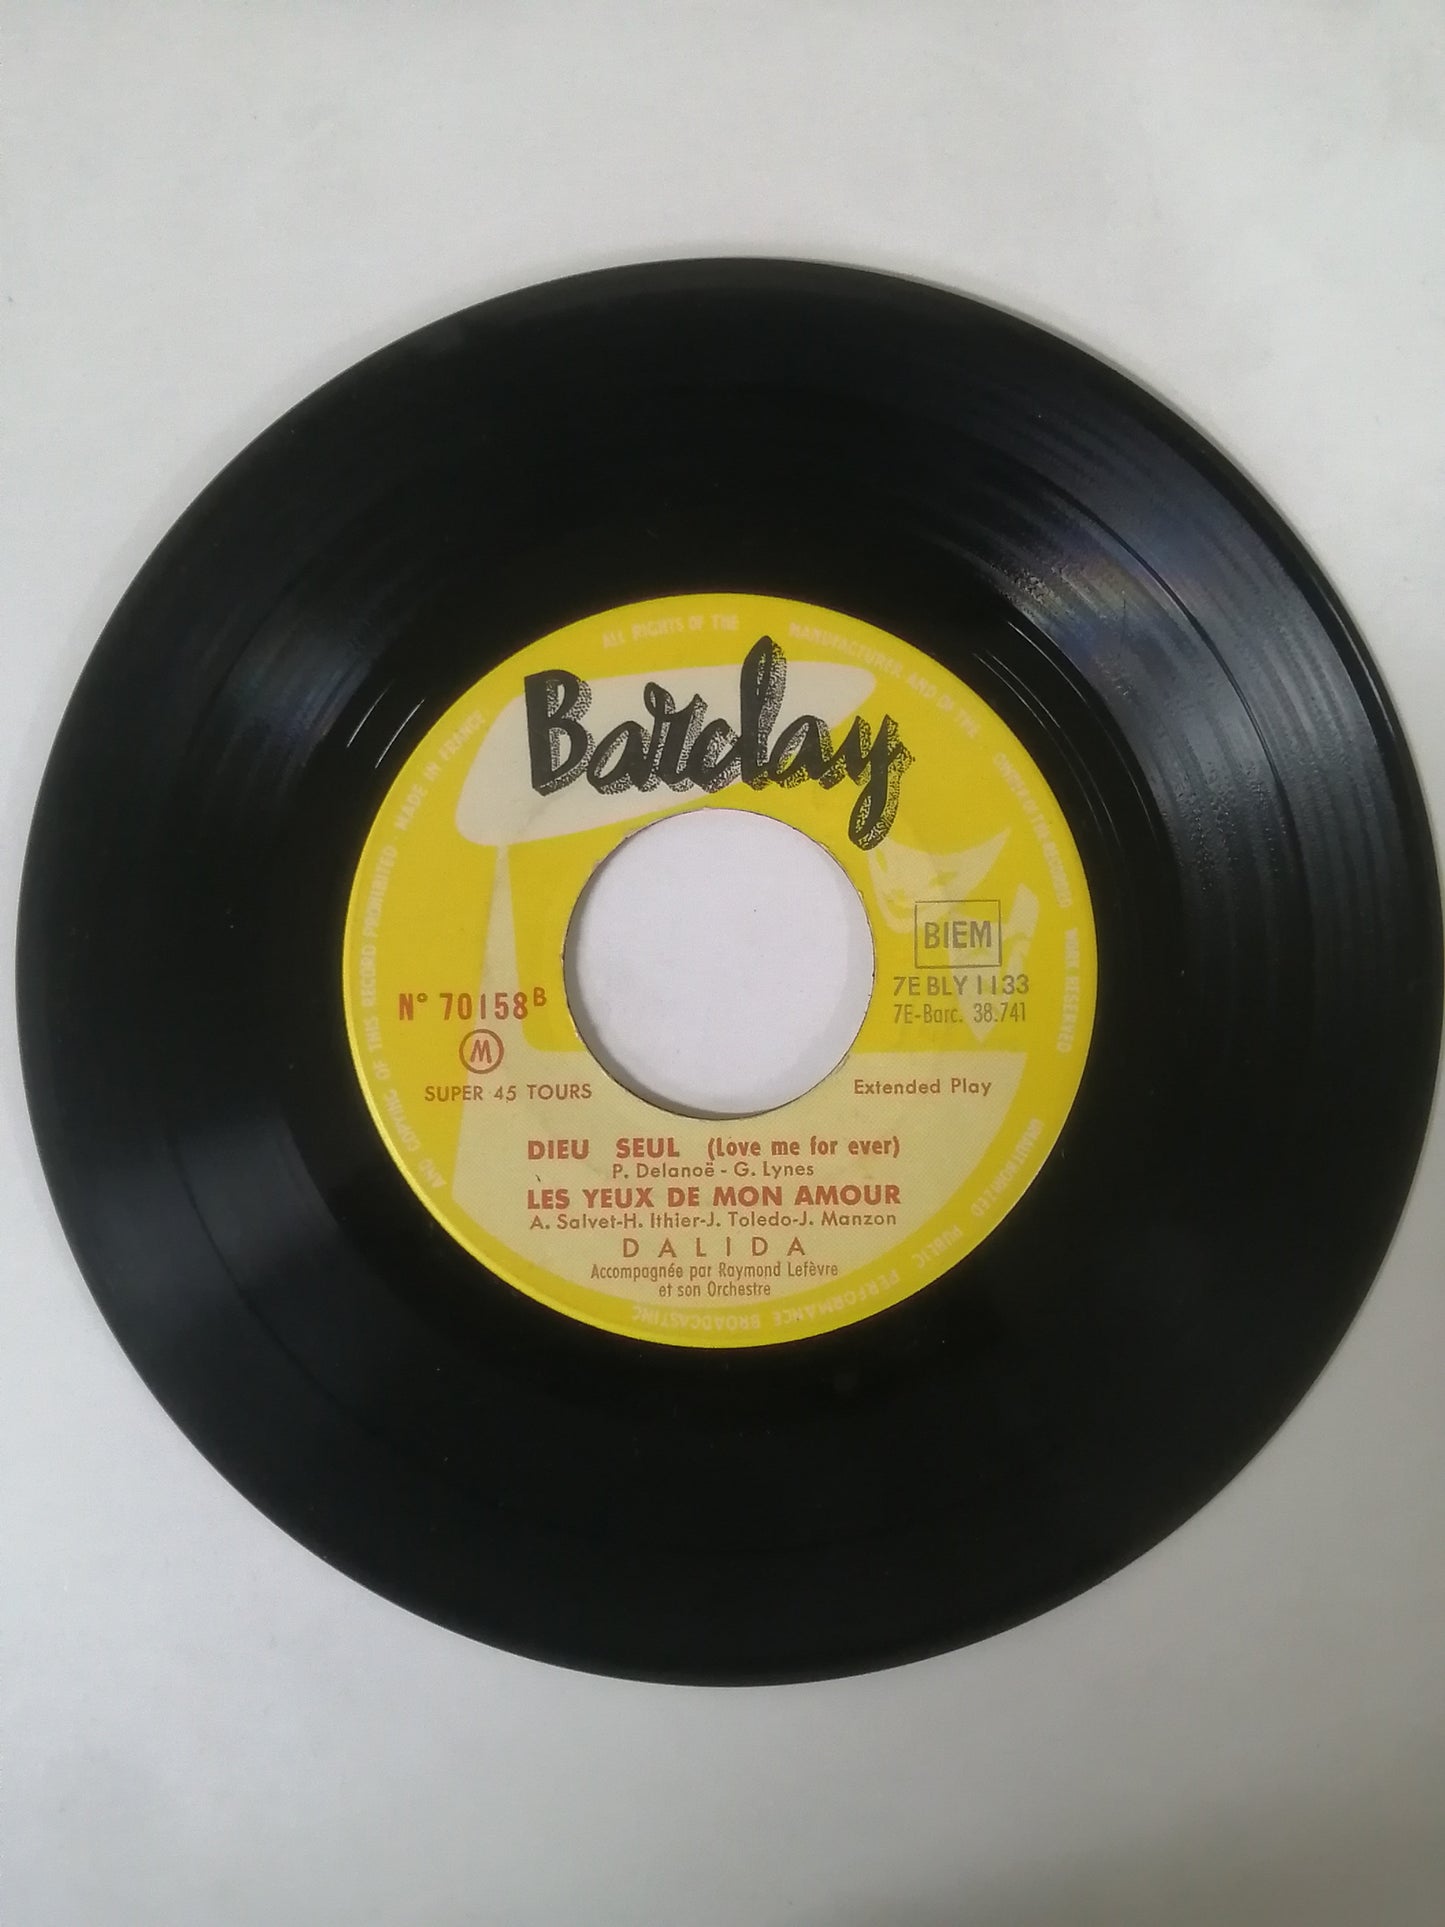 ALL RIGHTS OF THE MANUFACTURER AND OF THE OWNER OF THE RECORDED WORK RESERVED
Barclay
BIEM
7E BLY 1133
7E-Barc. 38.741
N° 70158 B
M
SUPER 45 TOURS
Extended Play
DIEU SEUL (Love me for ever)
P. Delanoë - G. Lynes
LES YEUX DE MON AMOUR
A. Salvet-H. Ithier-J. Toledo-J. Manzon
DALIDA
Accompagnée par Raymond Lefèvre
et son Orchestre
UNAUTHORIZED PUBLIC PERFORMANCE BROADCASTING
AND COPYING OF THIS RECORD PROHIBITED - MADE IN FRANCE